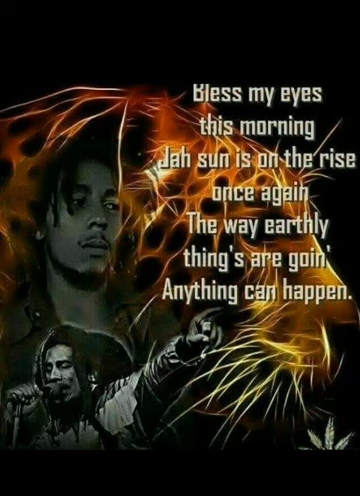 Bless my eyes
this morning
Jah sun is on the rise
once again
The way earthly
thing's are goin'
Anything can happen.